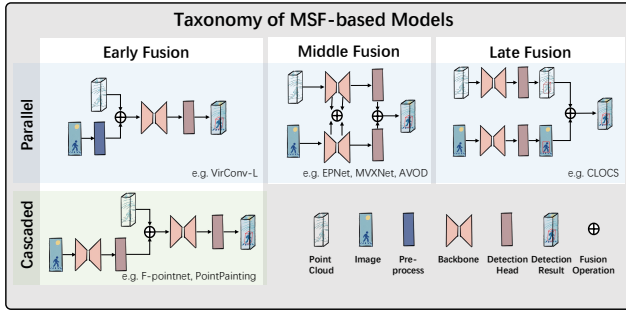 Taxonomy of MSF-based Models
Early Fusion
Middle Fusion
Late Fusion
Parallel
e.g. VirConv-L
e.g. EPNet, MVXNet, AVOD
e.g. CLOCS
Cascaded
e.g. F-pointnet, PointPainting
Point
Cloud
Image
Pre-
process
Backbone
Detection
Head
Detection
Result
Fusion
Operation